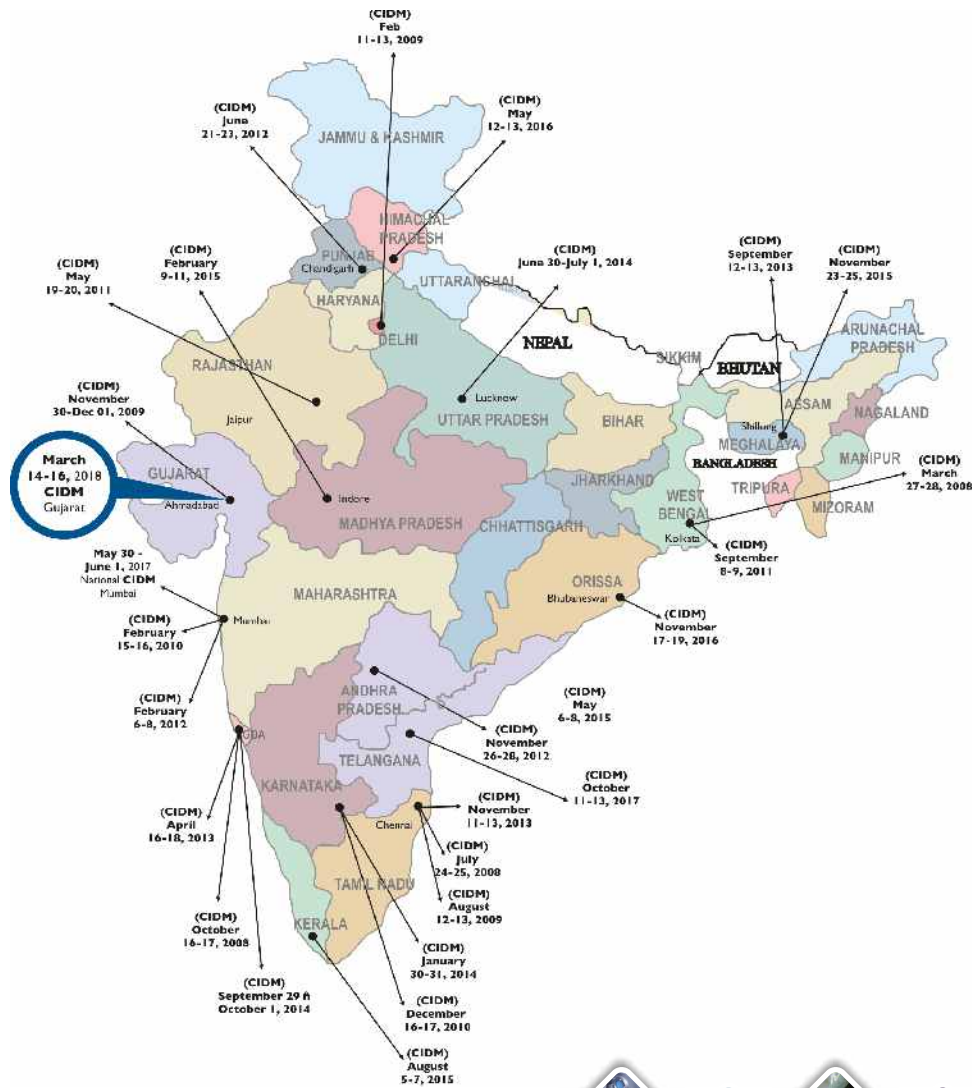 (CIDM)
Feb
11-13, 2009
(CIDM)
June
21-23, 2012
(CIDM)
May
12-13, 2016
JAMMU & KASHMIR
HIMACHAL
PRADESH
PUNJAB
Chandigarh
(CIDM)
May
19-20, 2011
(CIDM)
February
9-11, 2015
(CIDM)
June 30-July 1, 2014
(CIDM)
September
12-13, 2013
(CIDM)
November
23-25, 2015
UTTARANCHAL
HARYANA
DELHI
NEPAL
SIKKIM
BHUTAN
ARUNACHAL
PRADESH
RAJASTHAN
Jaipur
Lucknow
UTTAR PRADESH
BIHAR
ASSAM
NAGALAND
Shillong
MEGHALAYA
BANGLADESH
MANIPUR
TRIPURA
MIZORAM
(CIDM)
November
30-Dec 01, 2009
March
14-16, 2018
CIDM
Gujarat
GUJARAT
Ahmadabad
Indore
MADHYA PRADESH
JHARKHAND
CHHATTISGARH
WEST
BENGAL
Kolkata
(CIDM)
March
27-28, 2008
(CIDM)
September
8-9, 2011
May 30 -
June 1, 2017
National CIDM
Mumbai
MAHARASHTRA
Mumbai
ORISSA
Bhubaneswar
(CIDM)
November
17-19, 2016
(CIDM)
February
15-16, 2010
(CIDM)
February
6-8, 2012
ANDHRA
PRADESH
(CIDM)
May
6-8, 2015
(CIDM)
November
26-28, 2012
GOA
TELANGANA
(CIDM)
October
11-13, 2017
KARNATAKA
(CIDM)
April
16-18, 2013
Chennai
(CIDM)
November
11-13, 2013
(CIDM)
July
24-25, 2008
TAMIL NADU
(CIDM)
August
12-13, 2009
KERALA
(CIDM)
October
16-17, 2008
(CIDM)
January
30-31, 2014
(CIDM)
September 29 ñ
October 1, 2014
(CIDM)
December
16-17, 2010
(CIDM)
August
5-7, 2015